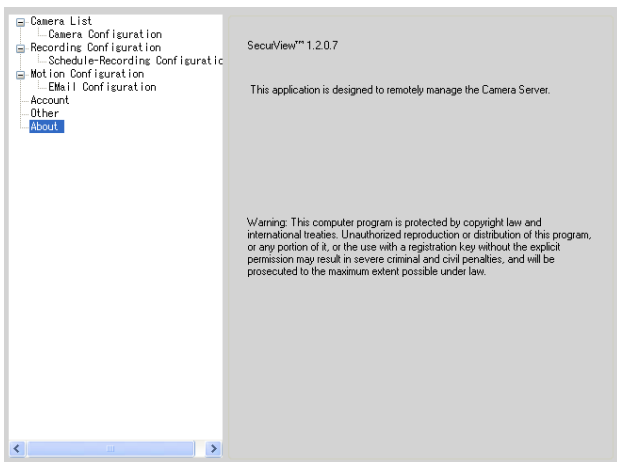 Camera List
Camera Configuration
Recording Configuration
Schedule-Recording Configuratic
Motion Configuration
EMail Configuration
Account
Other
About
SecurView™ 1.2.0.7
This application is designed to remotely manage the Camera Server.
Warning: This computer program is protected by copyright law and
international treaties. Unauthorized reproduction or distribution of this program,
or any portion of it, or the use with a registration key without the explicit
permission may result in severe criminal and civil penalties, and will be
prosecuted to the maximum extent possible under law.